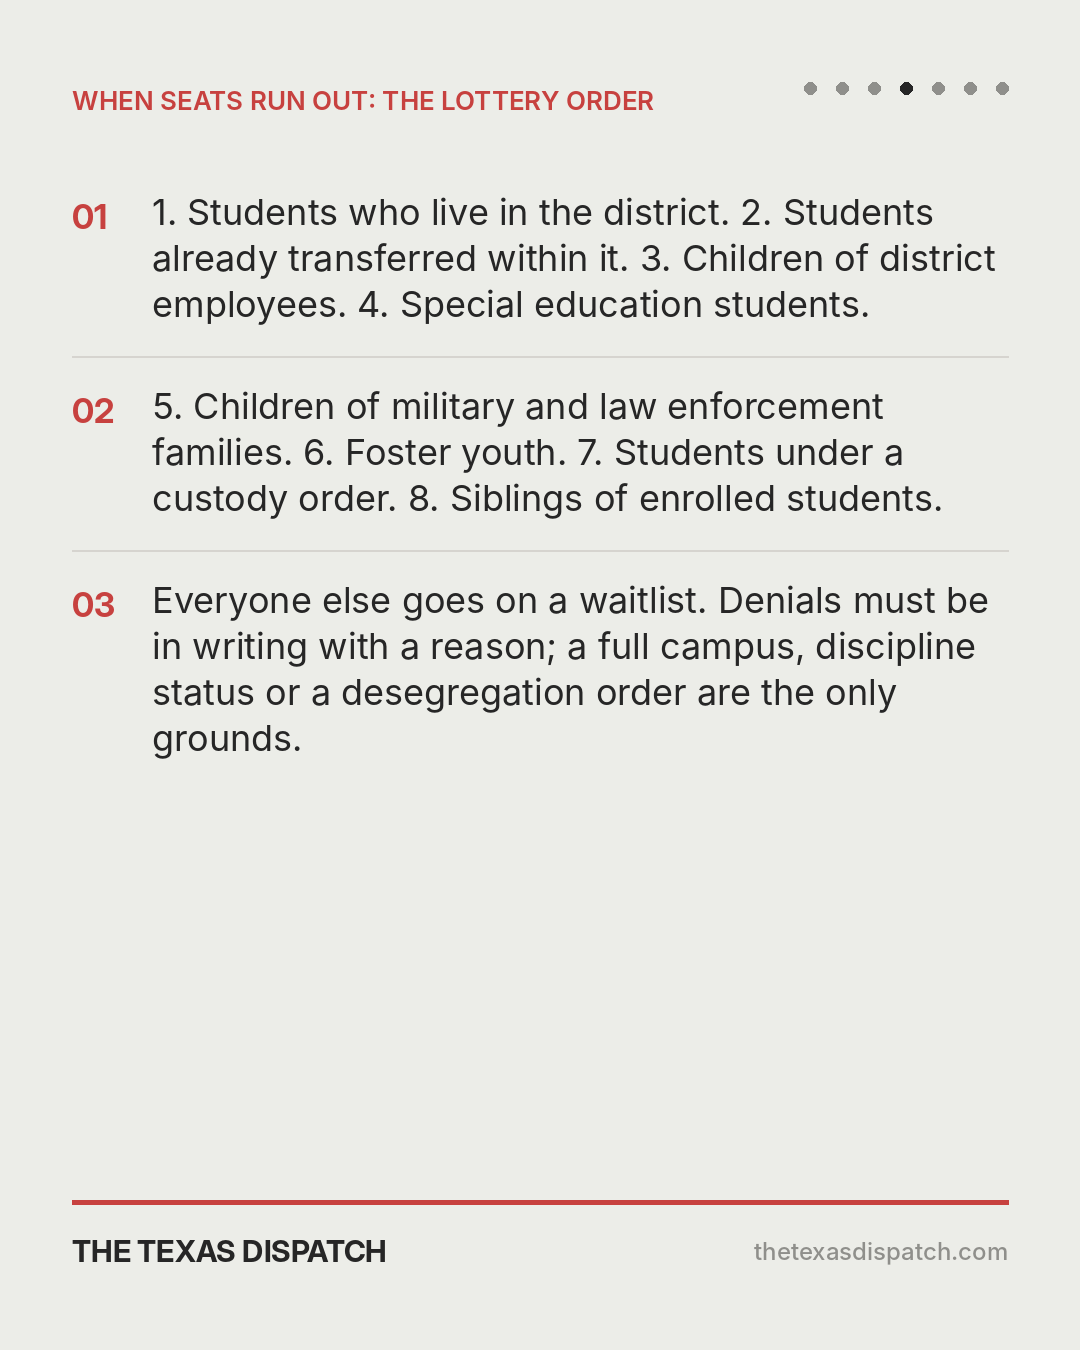 WHEN SEATS RUN OUT: THE LOTTERY ORDER
01
1. Students who live in the district. 2. Students
already transferred within it. 3. Children of district
employees. 4. Special education students.
02
5. Children of military and law enforcement
families. 6. Foster youth. 7. Students under a
custody order. 8. Siblings of enrolled students.
03
Everyone else goes on a waitlist. Denials must be
in writing with a reason; a full campus, discipline
status or a desegregation order are the only
grounds.
THE TEXAS DISPATCH
thetexasdispatch.com